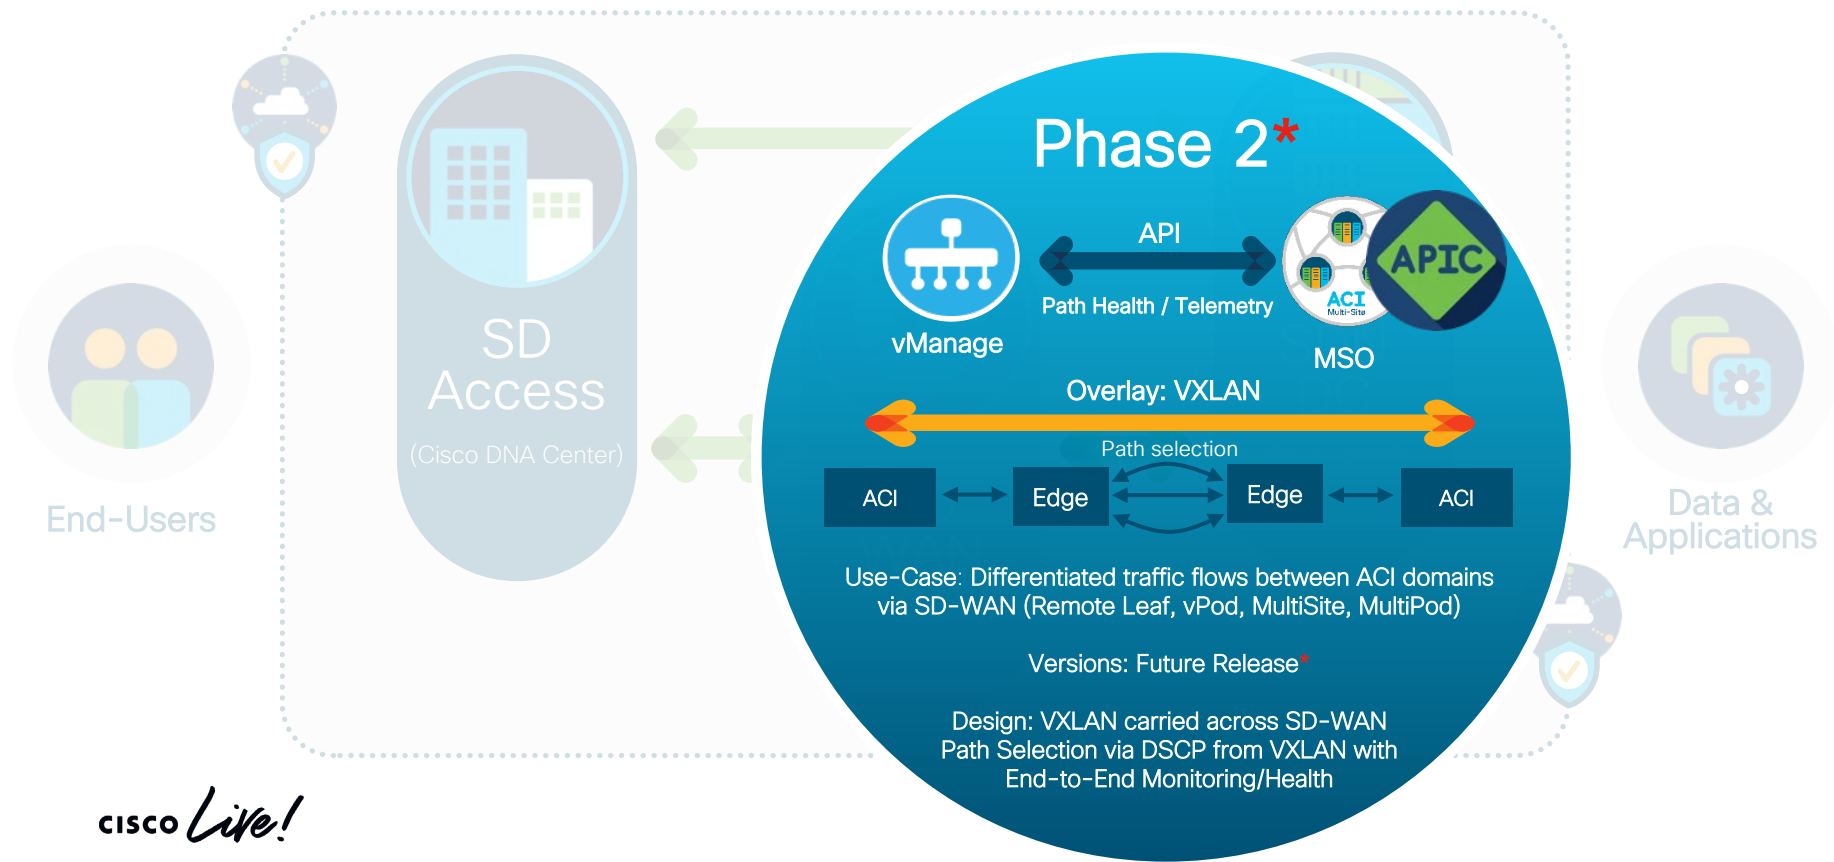 Phase 2*
API
Path Health / Telemetry
vManage
ACI
Multi-Site
APIC
MSO
SD
Access
(Cisco DNA Center)
End-Users
Overlay: VXLAN
Path selection
ACI
Edge
Edge
ACI
Data &
Applications
Use-Case: Differentiated traffic flows between ACI domains
via SD-WAN (Remote Leaf, vPod, MultiSite, MultiPod)
Versions: Future Release*
Design: VXLAN carried across SD-WAN
Path Selection via DSCP from VXLAN with
End-to-End Monitoring/Health
CISCO Live!